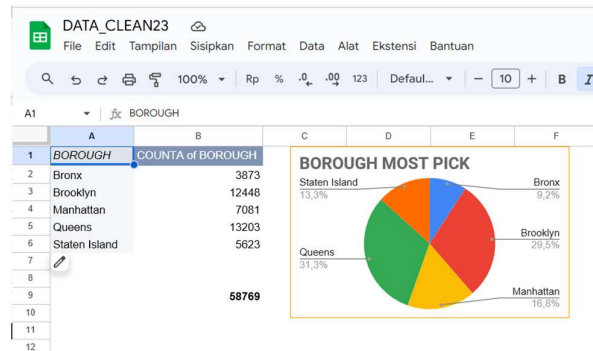 DATA_CLEAN23
File Edit Tampilan Sisipkan Format Data Alat Ekstensi Bantuan
100% Rp % .0 .00 123 Defaul... − 10 + B I
A1 fx BOROUGH
A B C D E F
1 BOROUGH COUNTA of BOROUGH
2 Bronx 3873
3 Brooklyn 12448
4 Manhattan 7081
5 Queens 13203
6 Staten Island 5623
7
8
9 58769
10
11
12
BOROUGH MOST PICK
Staten Island
13,3%
Bronx
9,2%
Brooklyn
29,5%
Queens
31,3%
Manhattan
16,8%